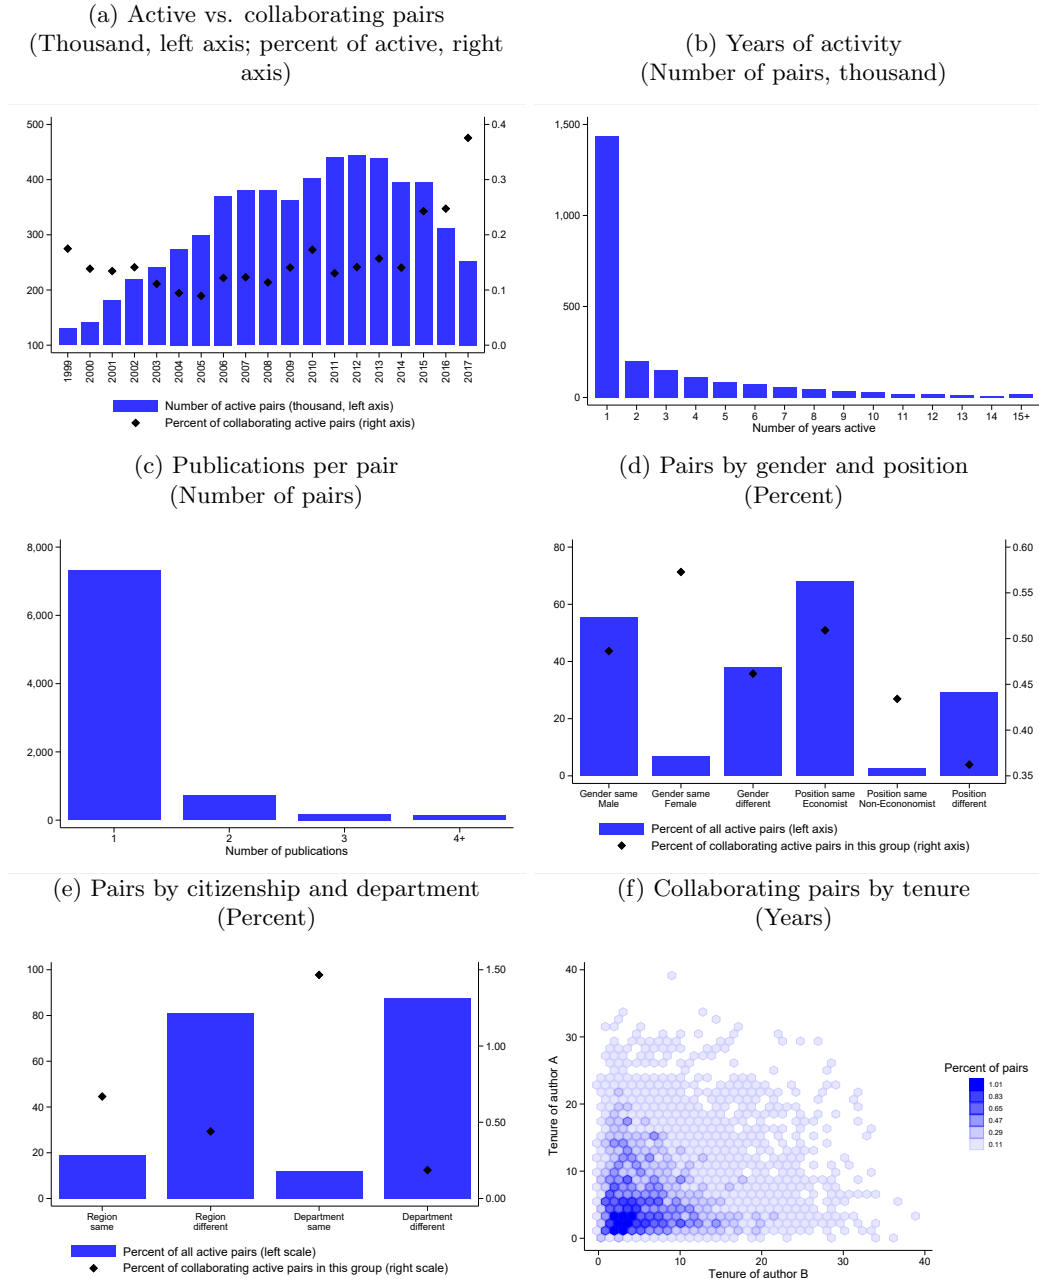 (a) Active vs. collaborating pairs
(Thousand, left axis; percent of active, right
axis)
500
400
300
200
100
0.4
0.3
0.2
0.1
0.0
1999 2000 2001 2002 2003 2004 2005 2006 2007 2008 2009 2010 2011 2012 2013 2014 2015 2016 2017
Number of active pairs (thousand, left axis)
Percent of collaborating active pairs (right axis)
(b) Years of activity
(Number of pairs, thousand)
1,500
1,000
500
0
1 2 3 4 5 6 7 8 9 10 11 12 13 14 15+
Number of years active
(c) Publications per pair
(Number of pairs)
8,000
6,000
4,000
2,000
0
1 2 3 4+
Number of publications
(d) Pairs by gender and position
(Percent)
80
60
40
20
0
0.60
0.55
0.50
0.45
0.40
0.35
Gender same Gender same Gender Position same Position same Position
Male Female different Economist Non-Econonomist different
Percent of all active pairs (left axis)
Percent of collaborating active pairs in this group (right axis)
(e) Pairs by citizenship and department
(Percent)
100
80
60
40
20
0
1.50
1.00
0.50
0.00
Region Region Department Department
same different same different
Percent of all active pairs (left scale)
Percent of collaborating active pairs in this group (right scale)
(f) Collaborating pairs by tenure
(Years)
Tenure of author A
40
30
20
10
0
0 10 20 30 40
Tenure of author B
Percent of pairs
1.01
0.83
0.65
0.47
0.29
0.11